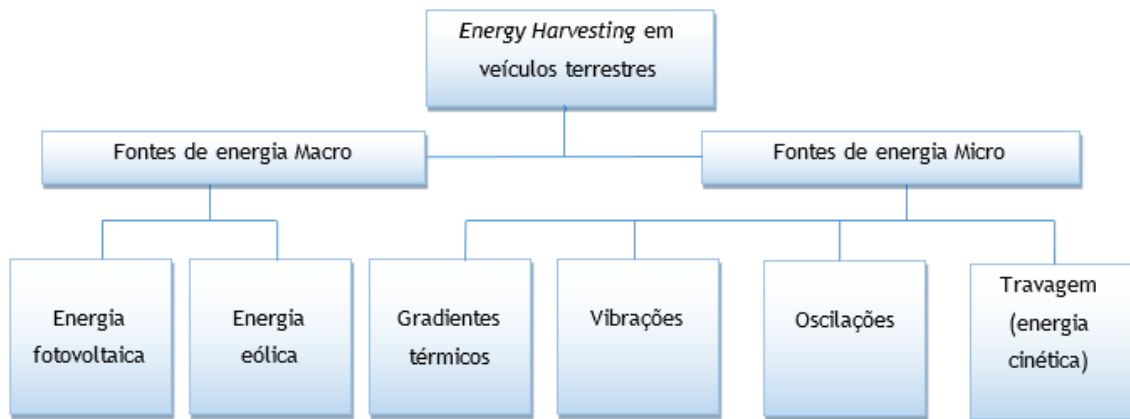 Energy Harvesting em
veículos terrestres
Fontes de energia Macro
Fontes de energia Micro
Energia
fotovoltaica
Energia
eólica
Gradientes
térmicos
Vibrações
Oscilações
Travagem
(energia
cinética)